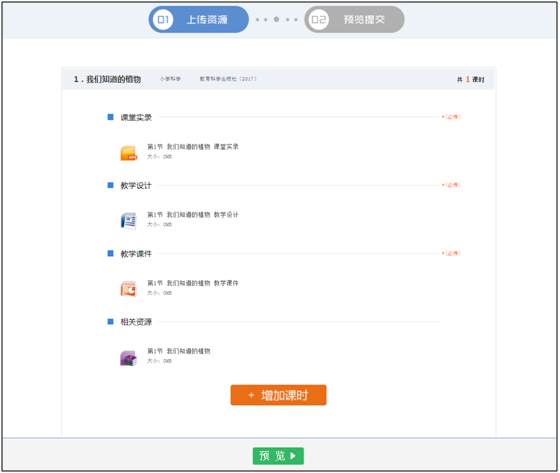 01 上传资源
02 预览提交
1．我们知道的植物 小学科学 教育科学出版社（2017） 共 1 课时
课堂实录 *(必传)
第1节 我们知道的植物 课堂实录
大小：0MB
教学设计 *(必传)
第1节 我们知道的植物 教学设计
大小：0MB
教学课件 *(必传)
第1节 我们知道的植物 教学课件
大小：0MB
相关资源
第1节 我们知道的植物
大小：0MB
+ 增加课时
预 览